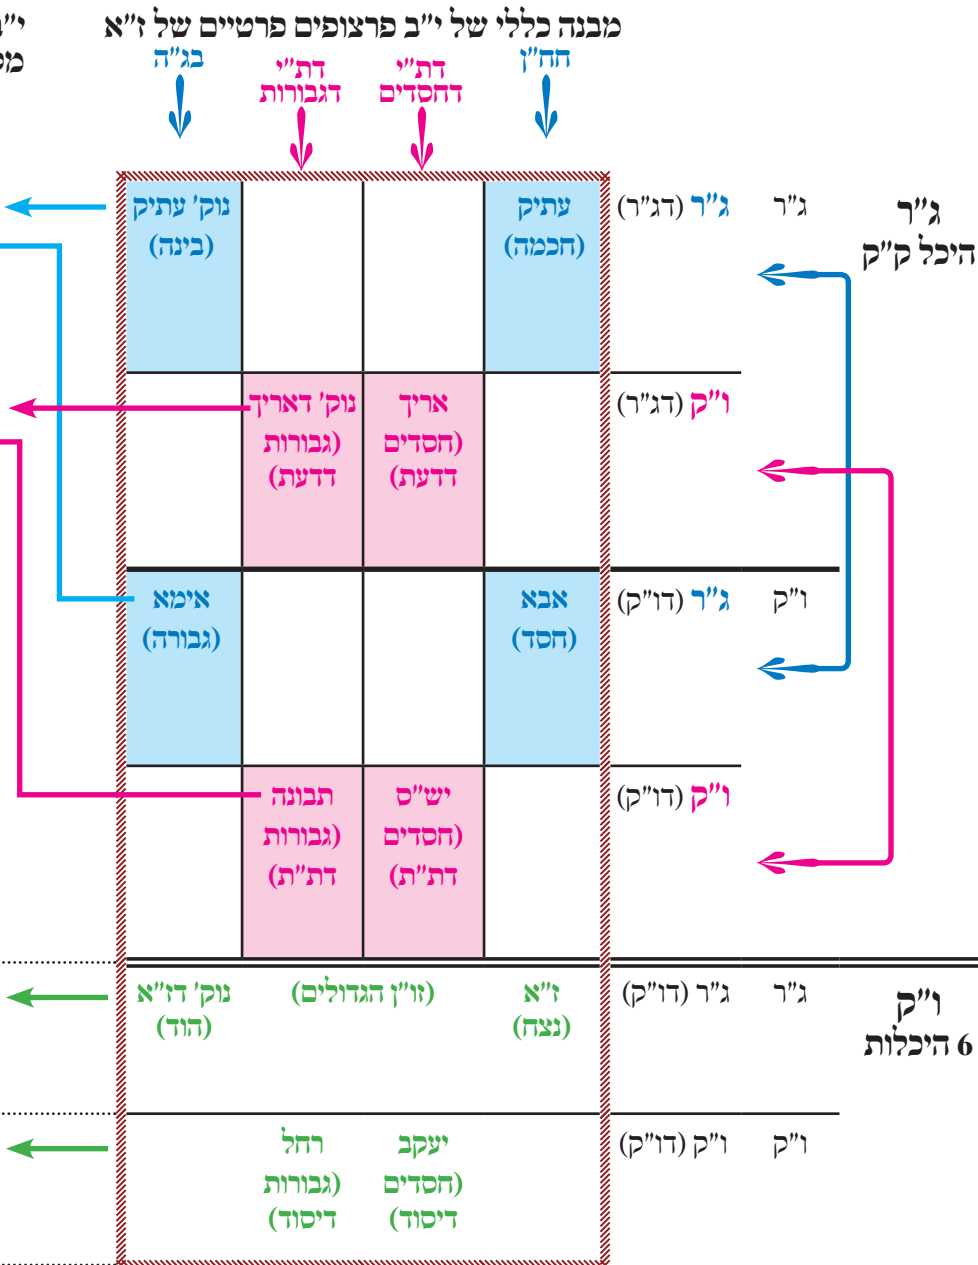 מבנה כללי של י״ב פרצופים פרטיים של ז״א
חח״ן
דת״י
דחסדים
דת״י
דגבורות
בג״ה
ג״ר
היכל ק״ק
ג״ר
ג״ר (דג״ר)
עתיק
(חכמה)
נוק' עתיק
(בינה)
ו״ק (דג״ר)
אריך
(חסדים
דדעת)
נוק' דאריך
(גבורות
דדעת)
ו״ק
ג״ר (דו״ק)
אבא
(חסד)
אימא
(גבורה)
ו״ק (דו״ק)
יש״ס
(חסדים
דת״ת)
תבונה
(גבורות
דת״ת)
ו״ק
6 היכלות
ג״ר
ג״ר (דו״ק)
ז״א
(נצח)
(זו״ן הגדולים)
נוק' דז״א
(הוד)
ו״ק
ו״ק (דו״ק)
יעקב
(חסדים
דיסוד)
רחל
(גבורות
דיסוד)